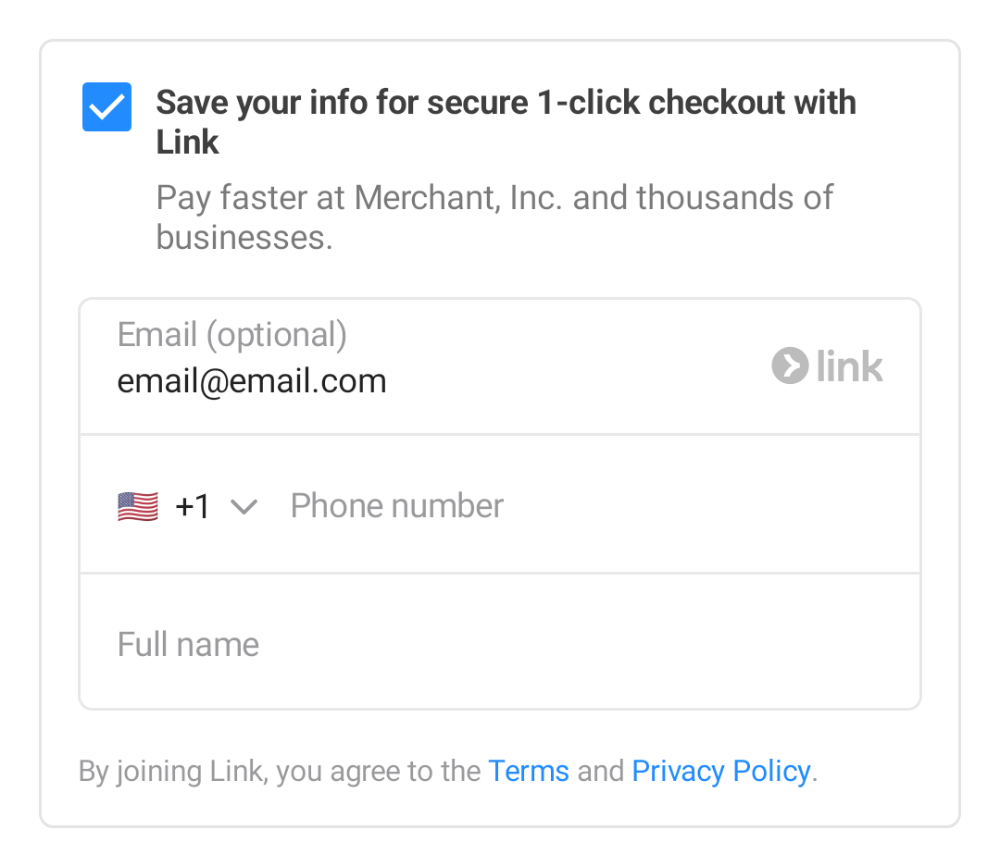 Save your info for secure 1-click checkout with
Link
Pay faster at Merchant, Inc. and thousands of
businesses.
Email (optional)
email@email.com
link
+1 Phone number
Full name
By joining Link, you agree to the Terms and Privacy Policy.